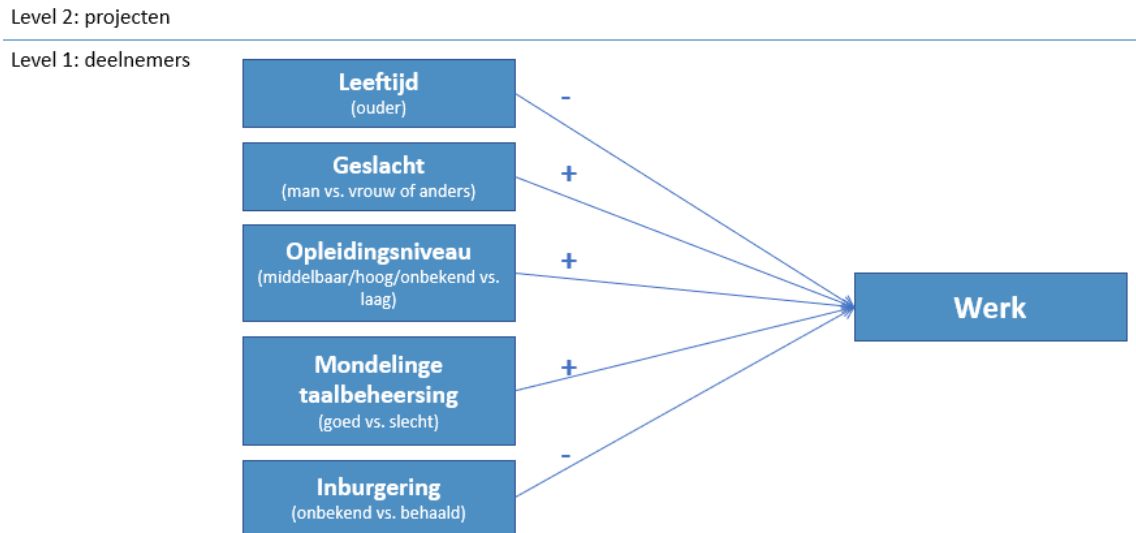 Level 2: projecten
Level 1: deelnemers
Leeftijd
(ouder)
-
Geslacht
(man vs. vrouw of anders)
+
Opleidingsniveau
(middelbaar/hoog/onbekend vs.
laag)
+
Werk
Mondelinge
taalbeheersing
(goed vs. slecht)
+
Inburgering
(onbekend vs. behaald)
-